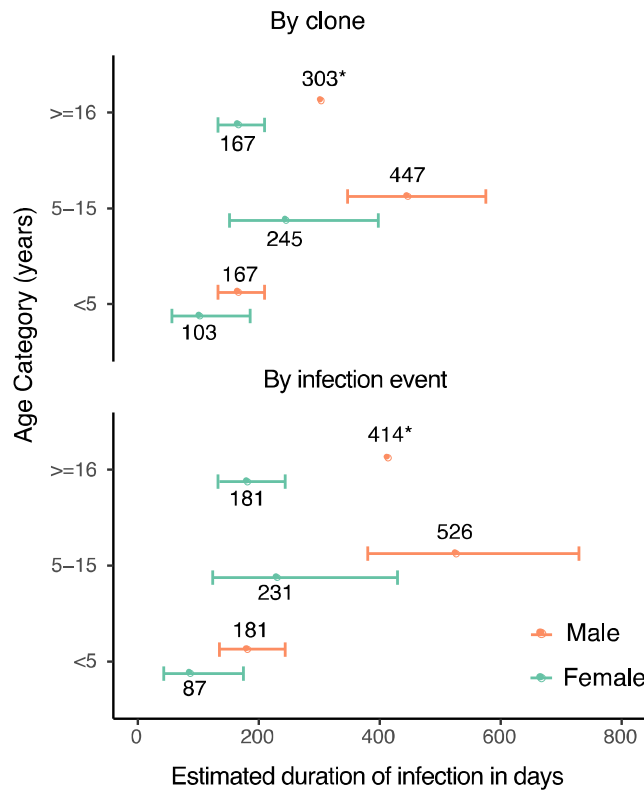 By clone
303*
>=16
167
447
5–15
245
167
<5
103
Age Category (years)
By infection event
414*
>=16
181
526
5–15
231
181
<5
87
Male
Female
0 200 400 600 800
Estimated duration of infection in days